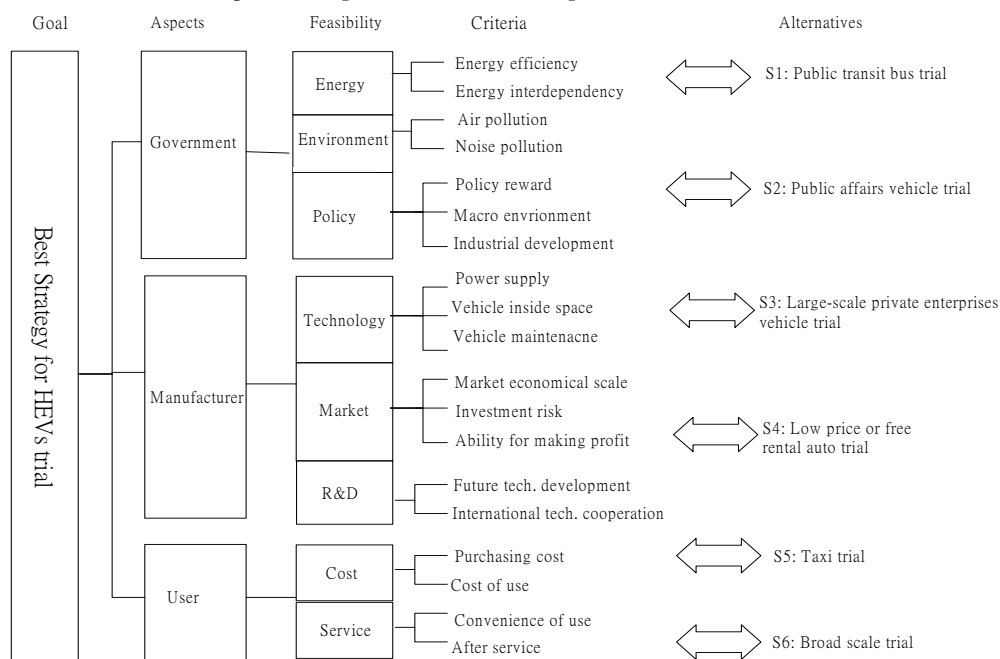 Goal Aspects Feasibility Criteria Alternatives
Best Strategy for HEVs trial
Government
Energy
Energy efficiency
Energy interdependency
Environment
Air pollution
Noise pollution
Policy
Policy reward
Macro envrionment
Industrial development
Manufacturer
Technology
Power supply
Vehicle inside space
Vehicle maintenacne
Market
Market economical scale
Investment risk
Ability for making profit
R&D
Future tech. development
International tech. cooperation
User
Cost
Purchasing cost
Cost of use
Service
Convenience of use
After service
S1: Public transit bus trial
S2: Public affairs vehicle trial
S3: Large-scale private enterprises
vehicle trial
S4: Low price or free
rental auto trial
S5: Taxi trial
S6: Broad scale trial